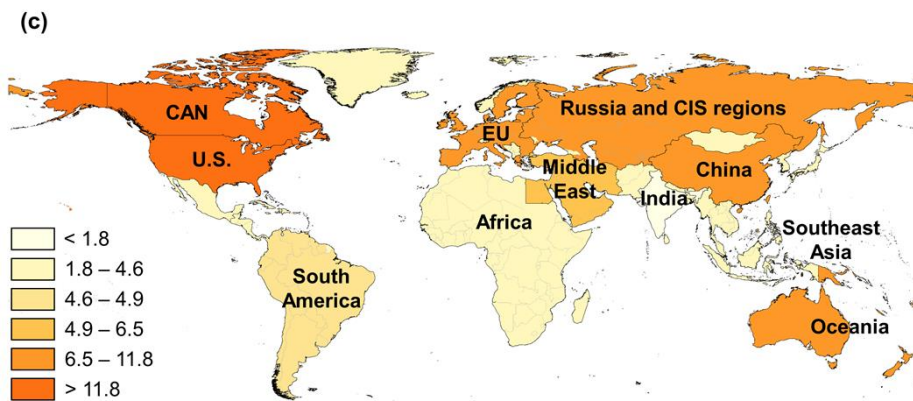 (c)
CAN
U.S.
EU
Russia and CIS regions
Middle
East
China
India
Africa
Southeast
Asia
South
America
Oceania
< 1.8
1.8 – 4.6
4.6 – 4.9
4.9 – 6.5
6.5 – 11.8
> 11.8